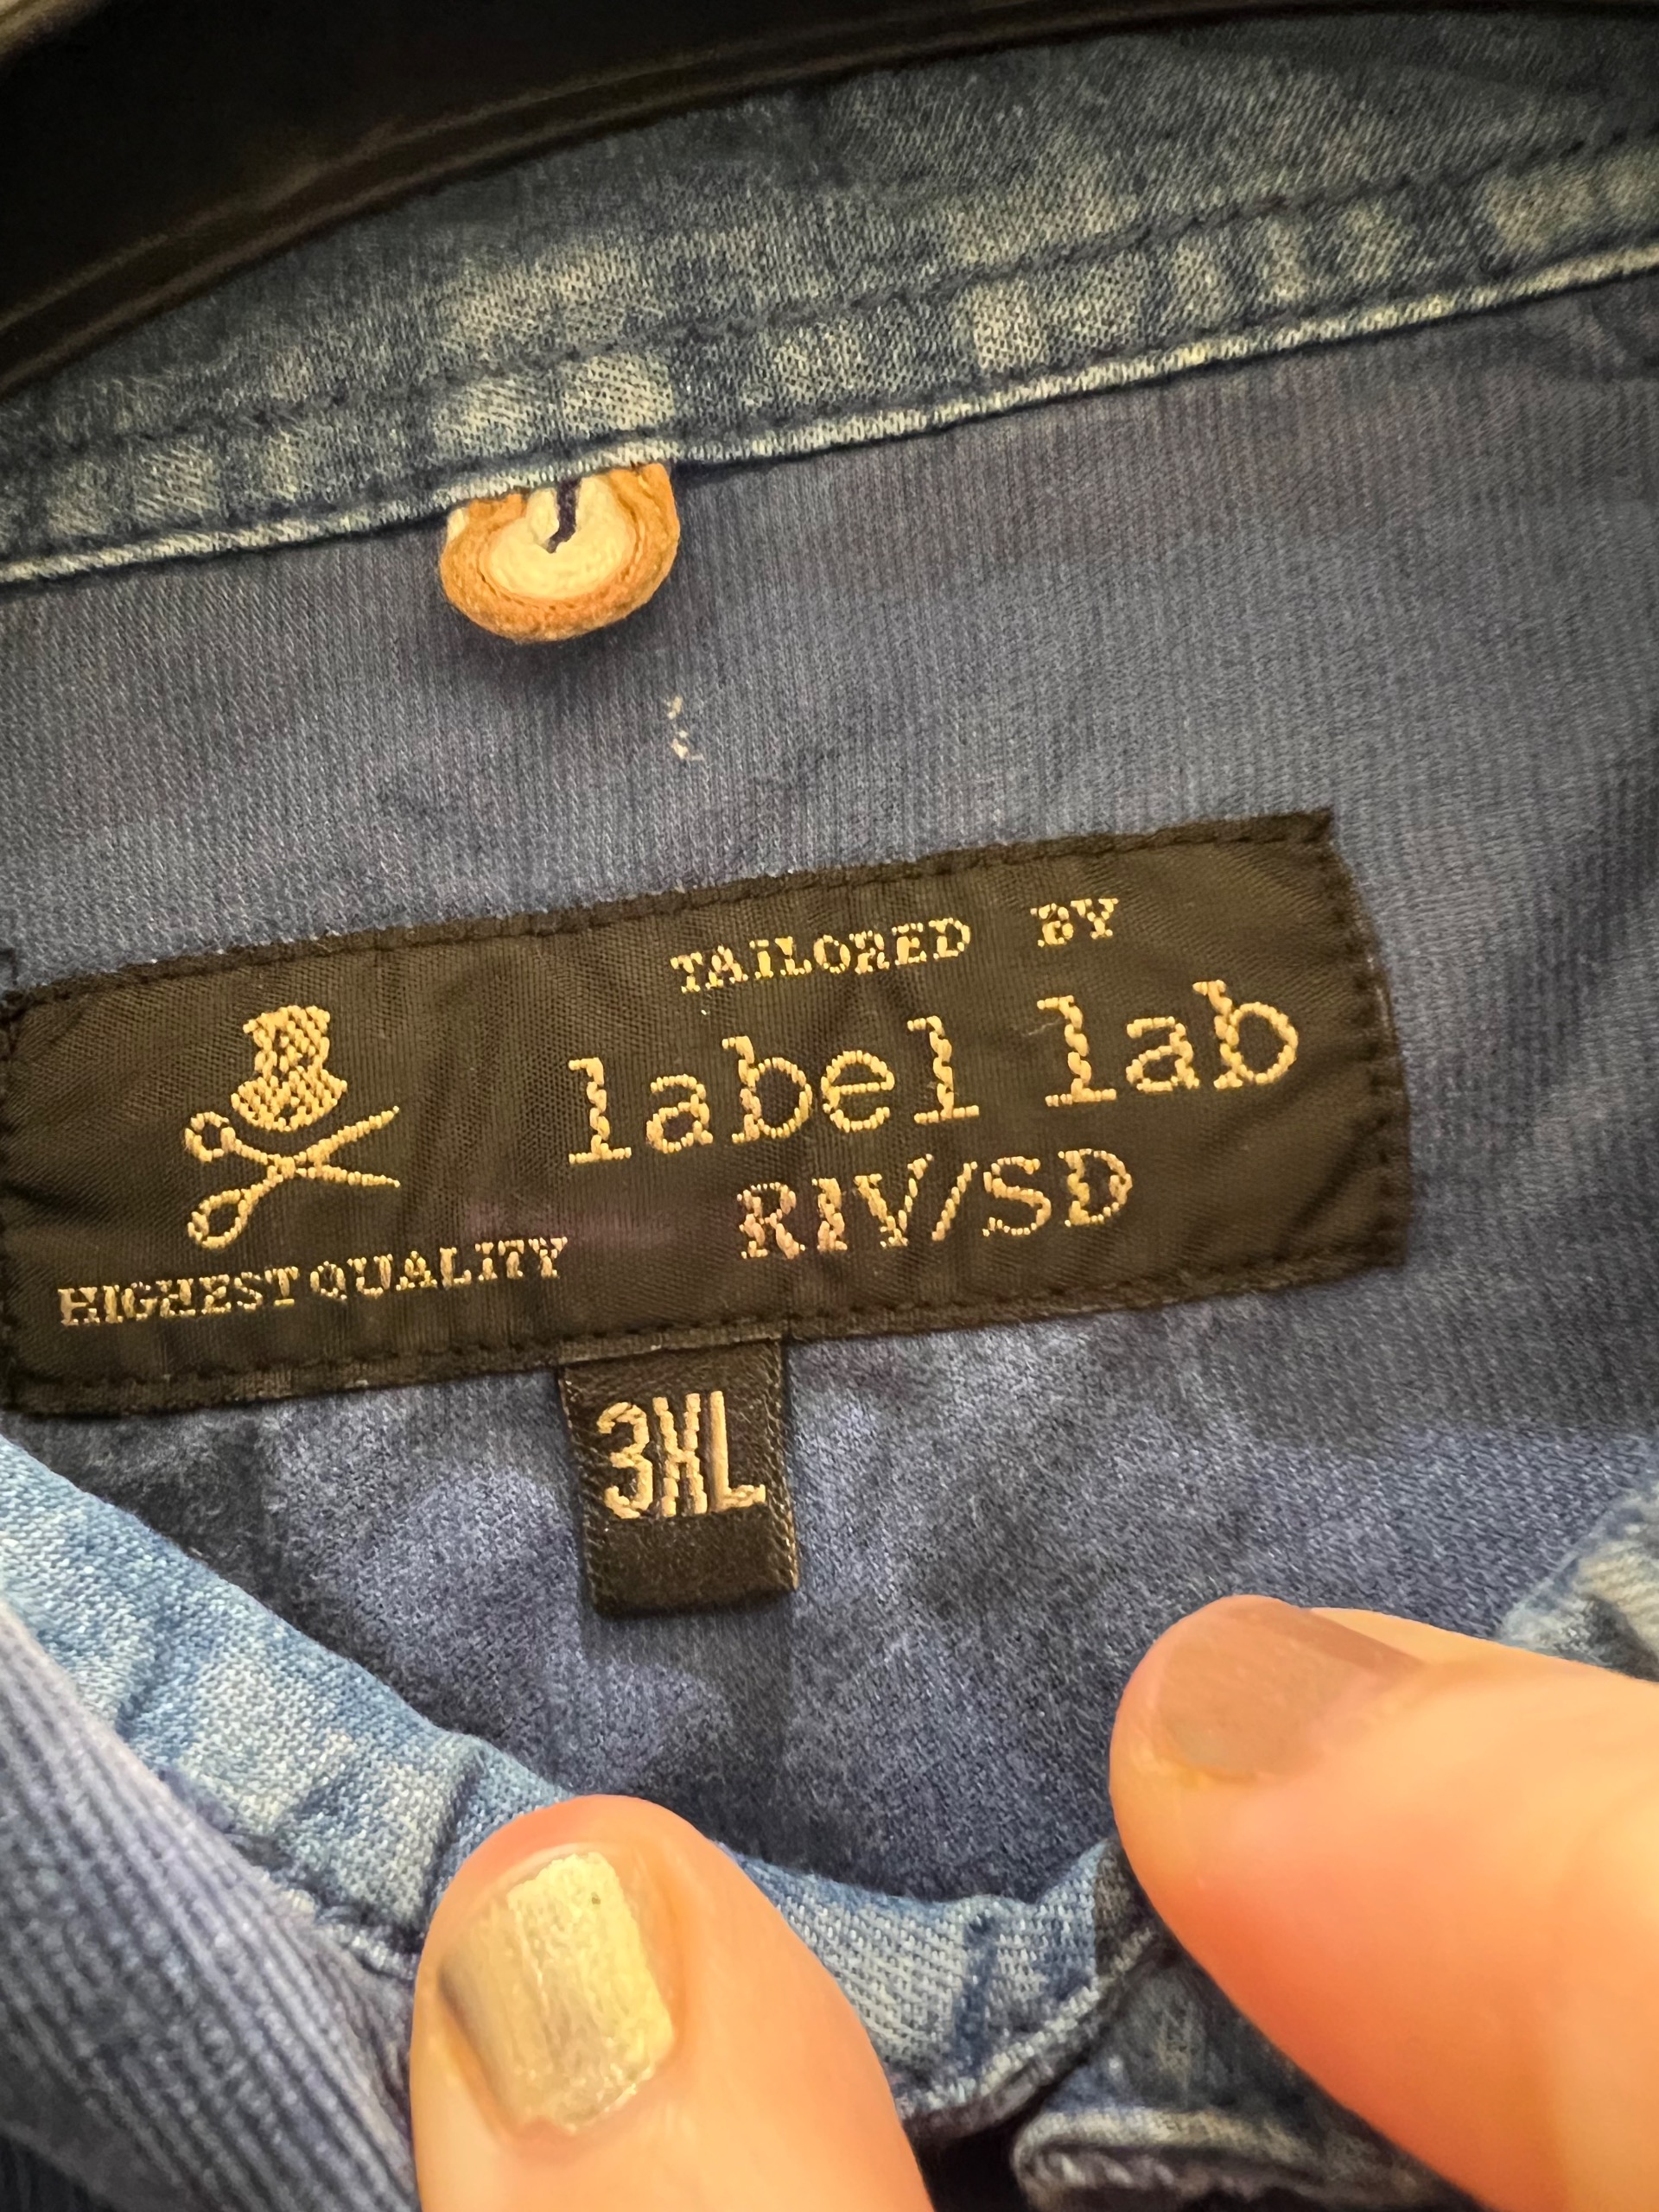 TAILORED BY
label lab
RIV/SD
HIGHEST QUALITY
3XL